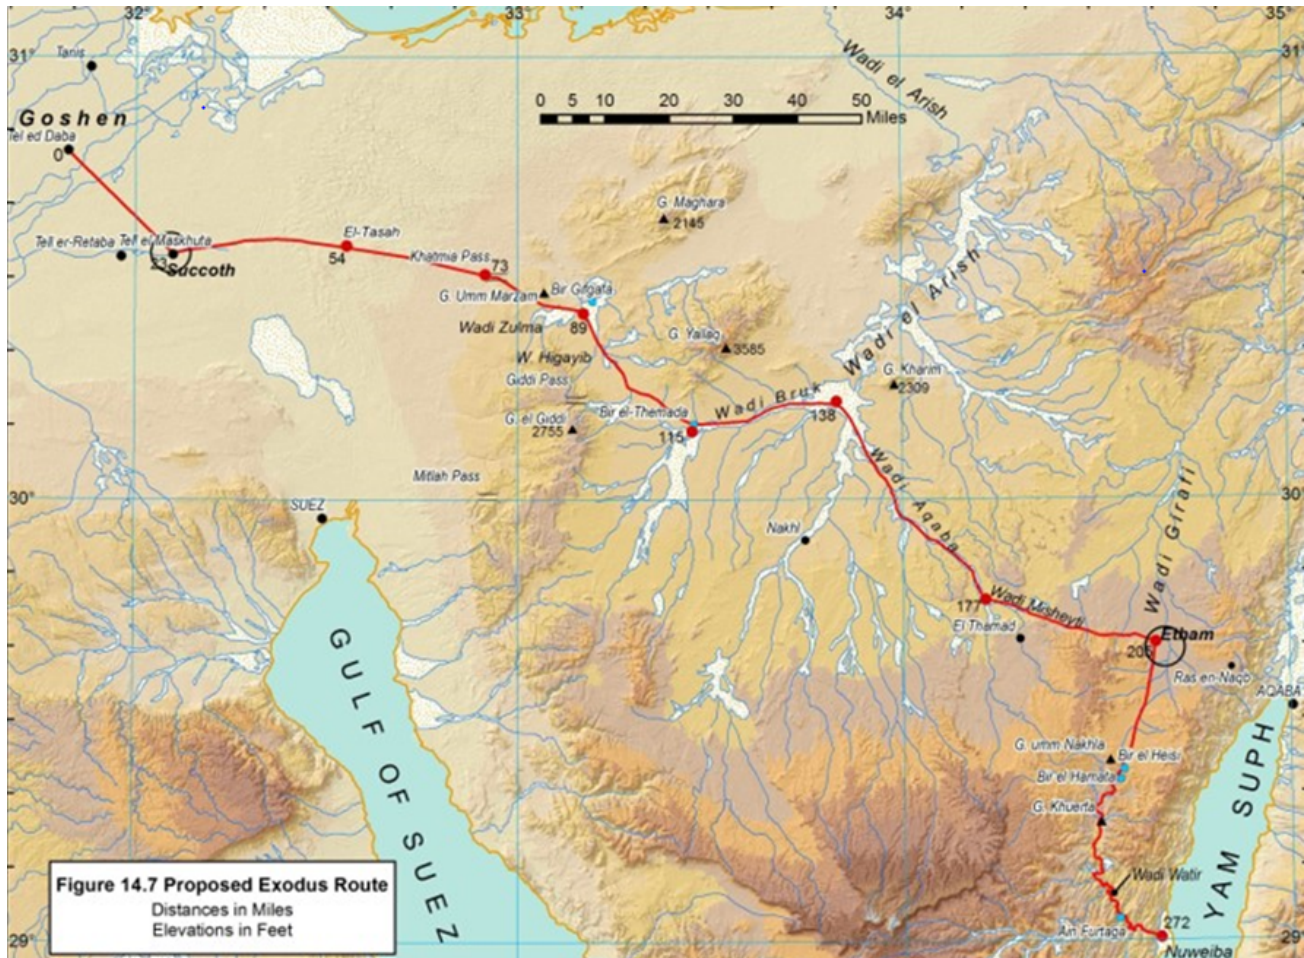 32°
33
34
35°
31°
31°
Tanis
Goshen
Tel ed Daba
0
Wadi el Arish
0 5 10 20 30 40 50
Miles
G. Maghara
2145
Tell er-Retaba
Tell el Maskhuta
23
Succoth
El-Tasah
54
Khatmia Pass
73
G. Umm Marzam
Bir Gifgafa
89
Wadi Zulma
W. Higayib
G. Yallaq
3585
Wadi el Arish
G. Kharim
2309
Giddi Pass
G. el Giddi
2755
Bir el-Themada
115
Wadi Bruk
138
Mitlah Pass
30°
30°
SUEZ
Nakhl
Wadi Aqaba
Wadi Girafi
177
Wadi Misheyti
El Thamad
Etham
Ras en-Naqb
AQABA
GULF OF SUEZ
G. umm Nakhla
Bir el Heisi
Bir el Hamata
G. Khuerta
YAM SUPH
Wadi Watir
Ain Furtaga
272
Nuweiba
29°
29°
Figure 14.7 Proposed Exodus Route
Distances in Miles
Elevations in Feet